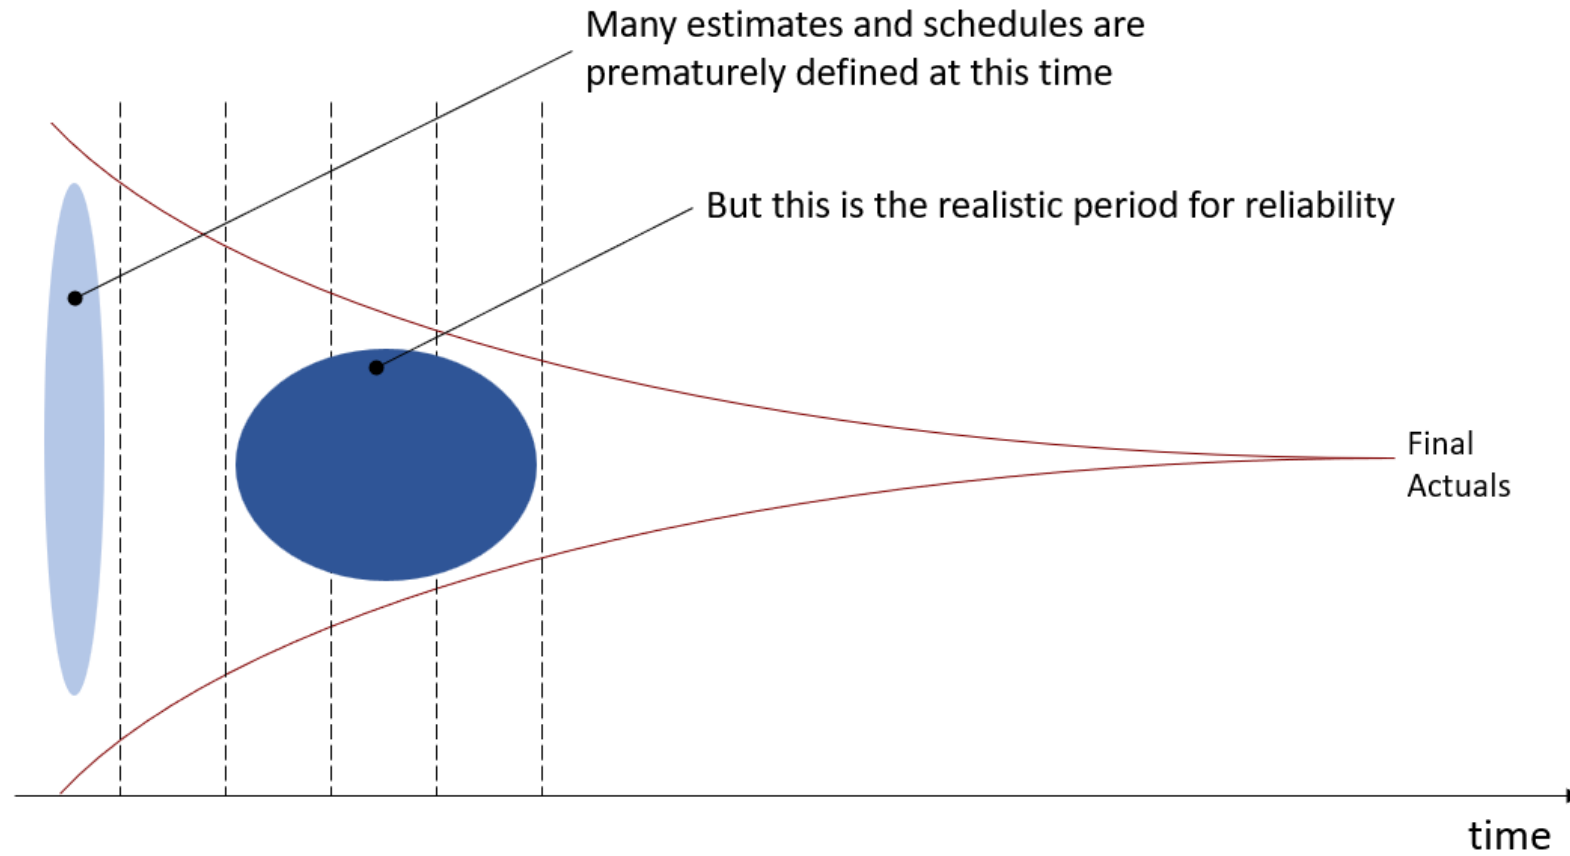 Many estimates and schedules are
prematurely defined at this time
But this is the realistic period for reliability
Final
Actuals
time